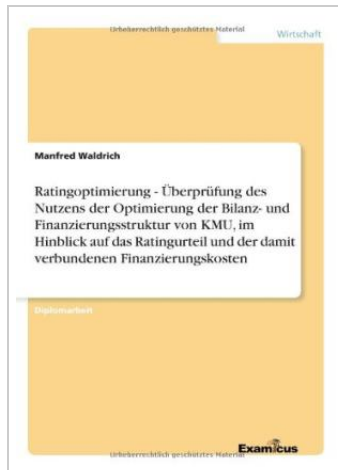 Urheberrechtlich geschütztes Material
Wirtschaft
Manfred Waldrich
Ratingoptimierung - Überprüfung des
Nutzens der Optimierung der Bilanz- und
Finanzierungsstruktur von KMU, im
Hinblick auf das Ratingurteil und der damit
verbundenen Finanzierungskosten
Diplomarbeit
Examicus
Urheberrechtlich geschütztes Material